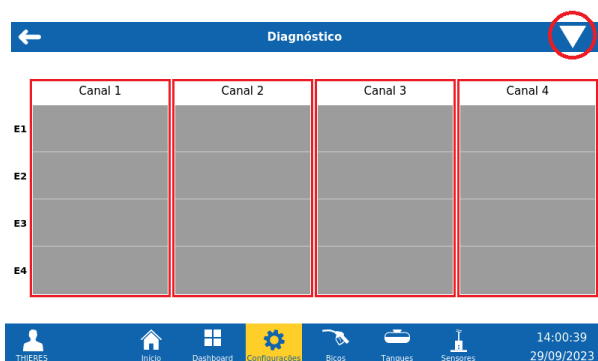 Diagnóstico
Canal 1 Canal 2 Canal 3 Canal 4
E1
E2
E3
E4
14:00:39
THIERES Início Dashboard Configurações Bicos Tanques Sensores 29/09/2023